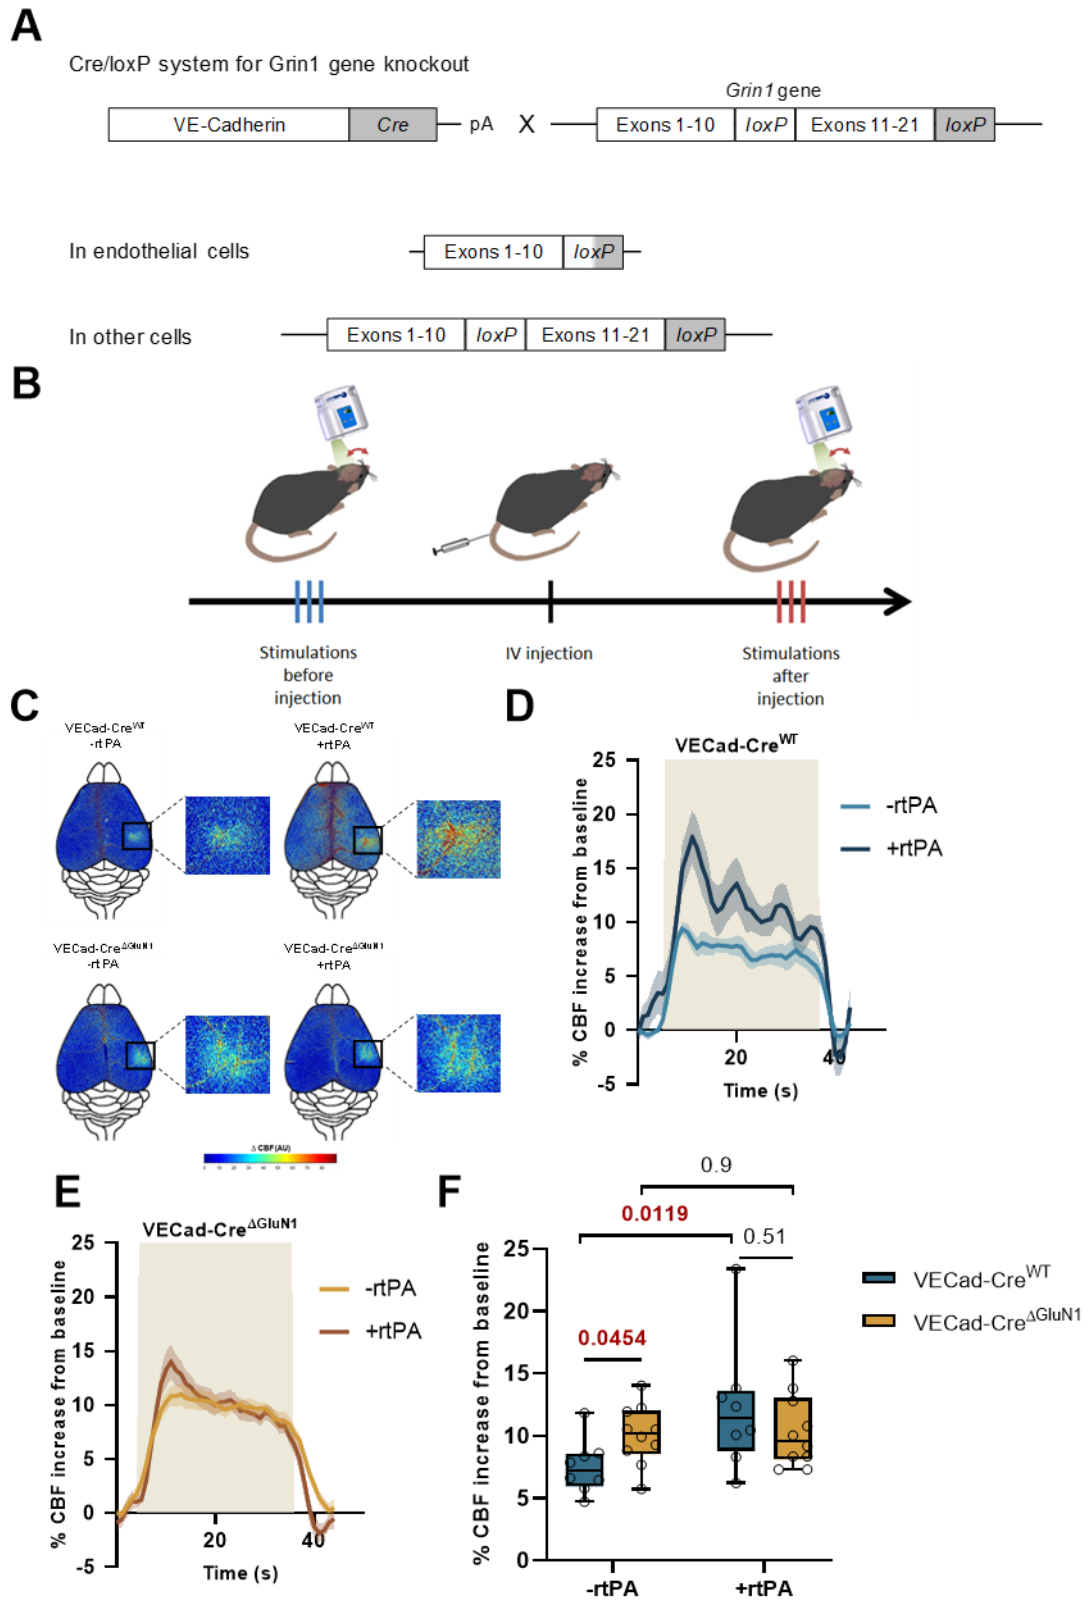 A
Cre/loxP system for Grin1 gene knockout
Grin1 gene
VE-Cadherin Cre pA X Exons 1-10 loxP Exons 11-21 loxP
In endothelial cells Exons 1-10 loxP
In other cells Exons 1-10 loxP Exons 11-21 loxP
B
Stimulations before injection
IV injection
Stimulations after injection
C
VECad-Cre^WT
-rtPA
VECad-Cre^WT
+rtPA
VECad-Cre^ΔGluN1
-rtPA
VECad-Cre^ΔGluN1
+rtPA
Δ CBF(AU)
D
VECad-Cre^WT
% CBF increase from baseline
25
20
15
10
5
0
-5
20 40
Time (s)
-rtPA
+rtPA
E
VECad-Cre^ΔGluN1
% CBF increase from baseline
25
20
15
10
5
0
-5
20 40
Time (s)
-rtPA
+rtPA
F
0.9
0.0119
0.51
0.0454
% CBF increase from baseline
25
20
15
10
5
0
-rtPA +rtPA
VECad-Cre^WT
VECad-Cre^ΔGluN1